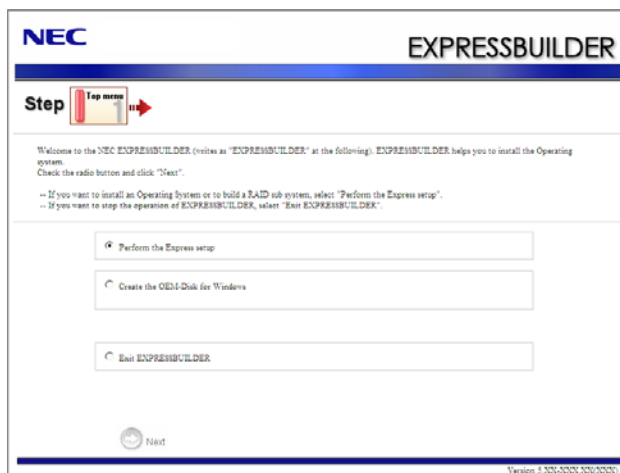 NEC
EXPRESSBUILDER
Step
Top menu
1
Welcome to the NEC EXPRESSBUILDER (writes as "EXPRESSBUILDER" at the following). EXPRESSBUILDER helps you to install the Operating
system.
Check the radio button and click "Next".
-- If you want to install an Operating System or to build a RAID sub system, select "Perform the Express setup".
-- If you want to stop the operation of EXPRESSBUILDER, select "Exit EXPRESSBUILDER".
Perform the Express setup
Create the OEM-Disk for Windows
Exit EXPRESSBUILDER
Next
Version